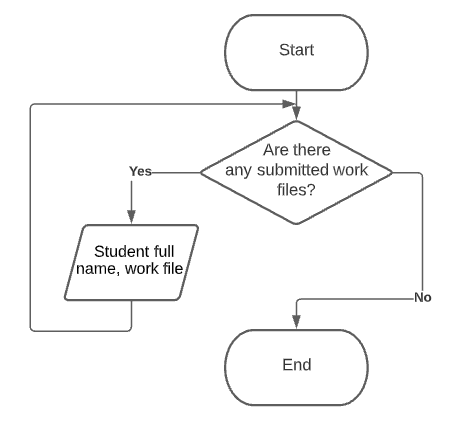 Start
Are there
any submitted work
files?
Yes
Student full
name, work file
No
End